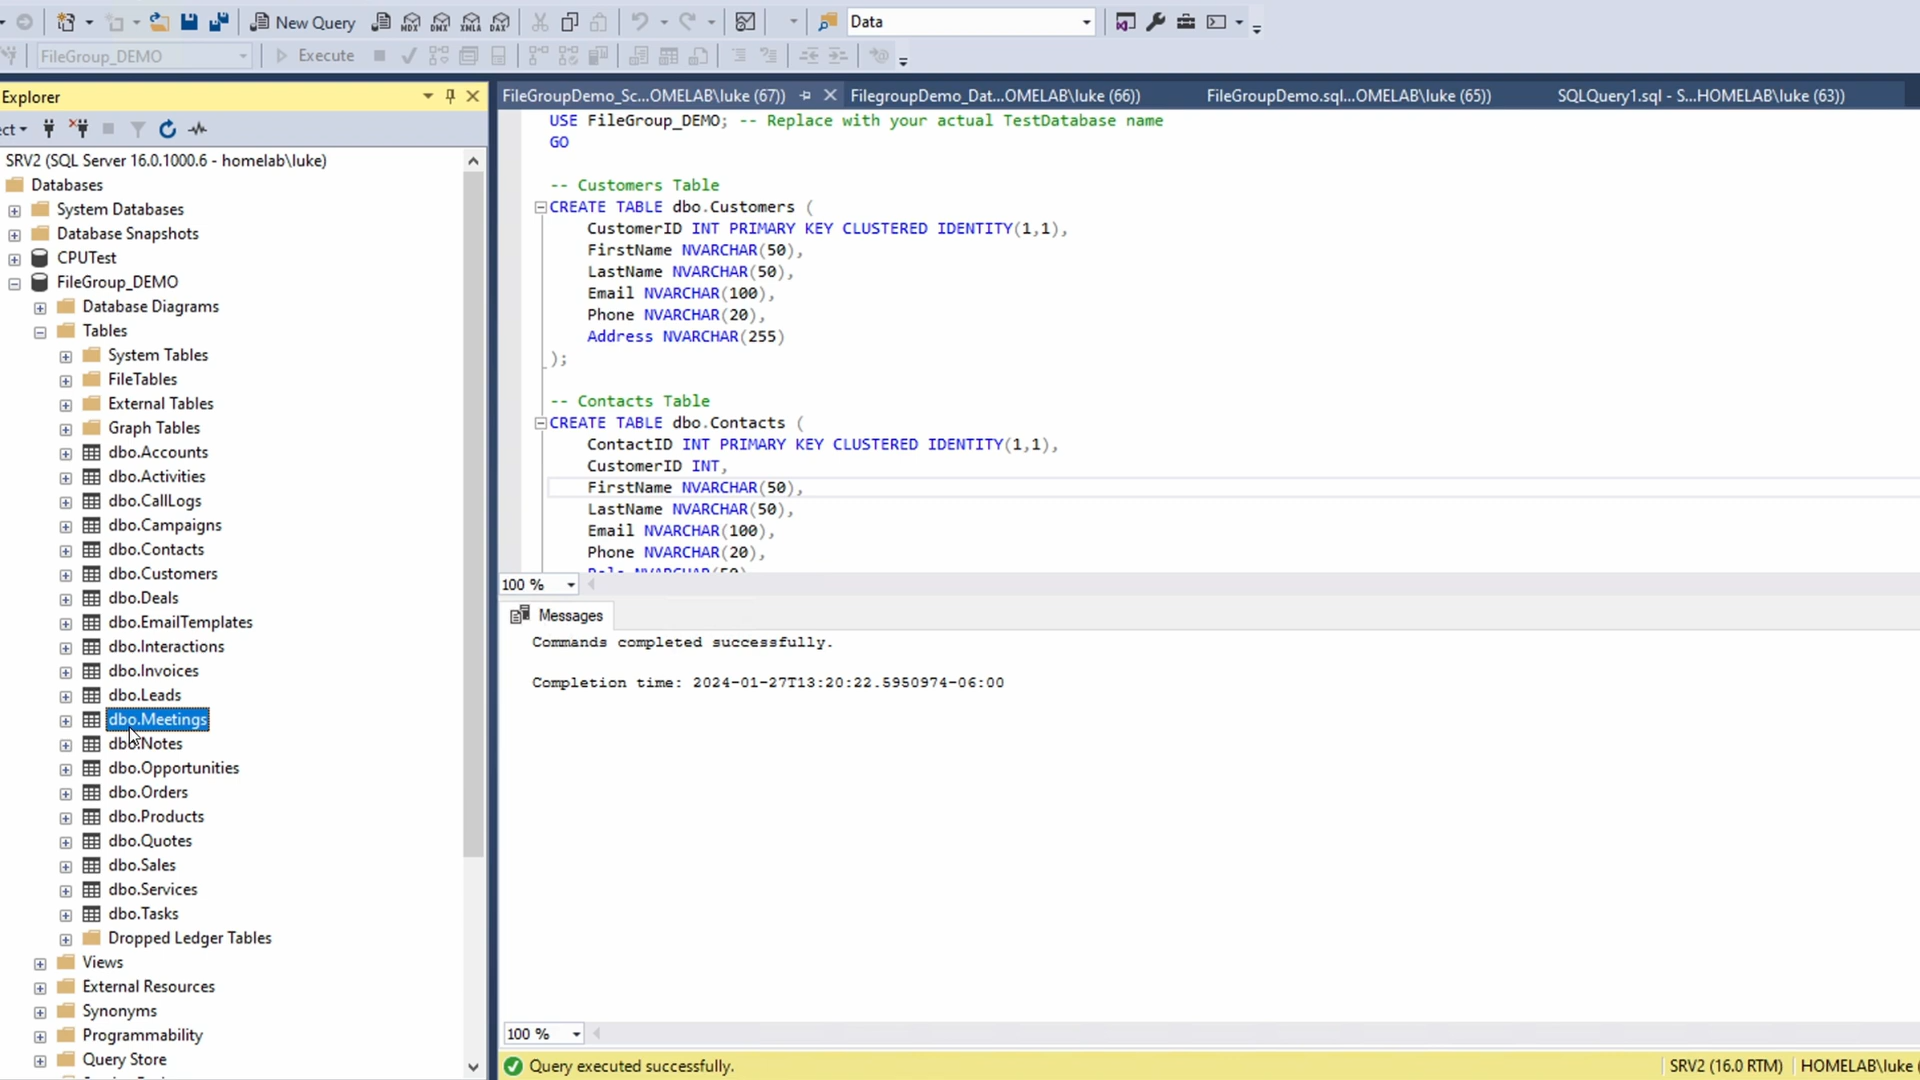 New Query
MDX
DMX
XMLA
DAX
Data
FileGroup_DEMO
Execute
Explorer
FileGroupDemo_Sc...OMELAB\luke (67))
FilegroupDemo_Dat...OMELAB\luke (66))
FileGroupDemo.sql...OMELAB\luke (65))
SQLQuery1.sql - S...HOMELAB\luke (63))
ect
SRV2 (SQL Server 16.0.1000.6 - homelab\luke)
Databases
System Databases
Database Snapshots
CPUTest
FileGroup_DEMO
Database Diagrams
Tables
System Tables
FileTables
External Tables
Graph Tables
dbo.Accounts
dbo.Activities
dbo.CallLogs
dbo.Campaigns
dbo.Contacts
dbo.Customers
dbo.Deals
dbo.EmailTemplates
dbo.Interactions
dbo.Invoices
dbo.Leads
dbo.Meetings
dbo.Notes
dbo.Opportunities
dbo.Orders
dbo.Products
dbo.Quotes
dbo.Sales
dbo.Services
dbo.Tasks
Dropped Ledger Tables
Views
External Resources
Synonyms
Programmability
Query Store
USE FileGroup_DEMO; -- Replace with your actual TestDatabase name
GO
-- Customers Table
CREATE TABLE dbo.Customers (
CustomerID INT PRIMARY KEY CLUSTERED IDENTITY(1,1),
FirstName NVARCHAR(50),
LastName NVARCHAR(50),
Email NVARCHAR(100),
Phone NVARCHAR(20),
Address NVARCHAR(255)
);
-- Contacts Table
CREATE TABLE dbo.Contacts (
ContactID INT PRIMARY KEY CLUSTERED IDENTITY(1,1),
CustomerID INT,
FirstName NVARCHAR(50),
LastName NVARCHAR(50),
Email NVARCHAR(100),
Phone NVARCHAR(20),
100 %
Messages
Commands completed successfully.
Completion time: 2024-01-27T13:20:22.5950974-06:00
100 %
Query executed successfully.
SRV2 (16.0 RTM)
HOMELAB\luke (